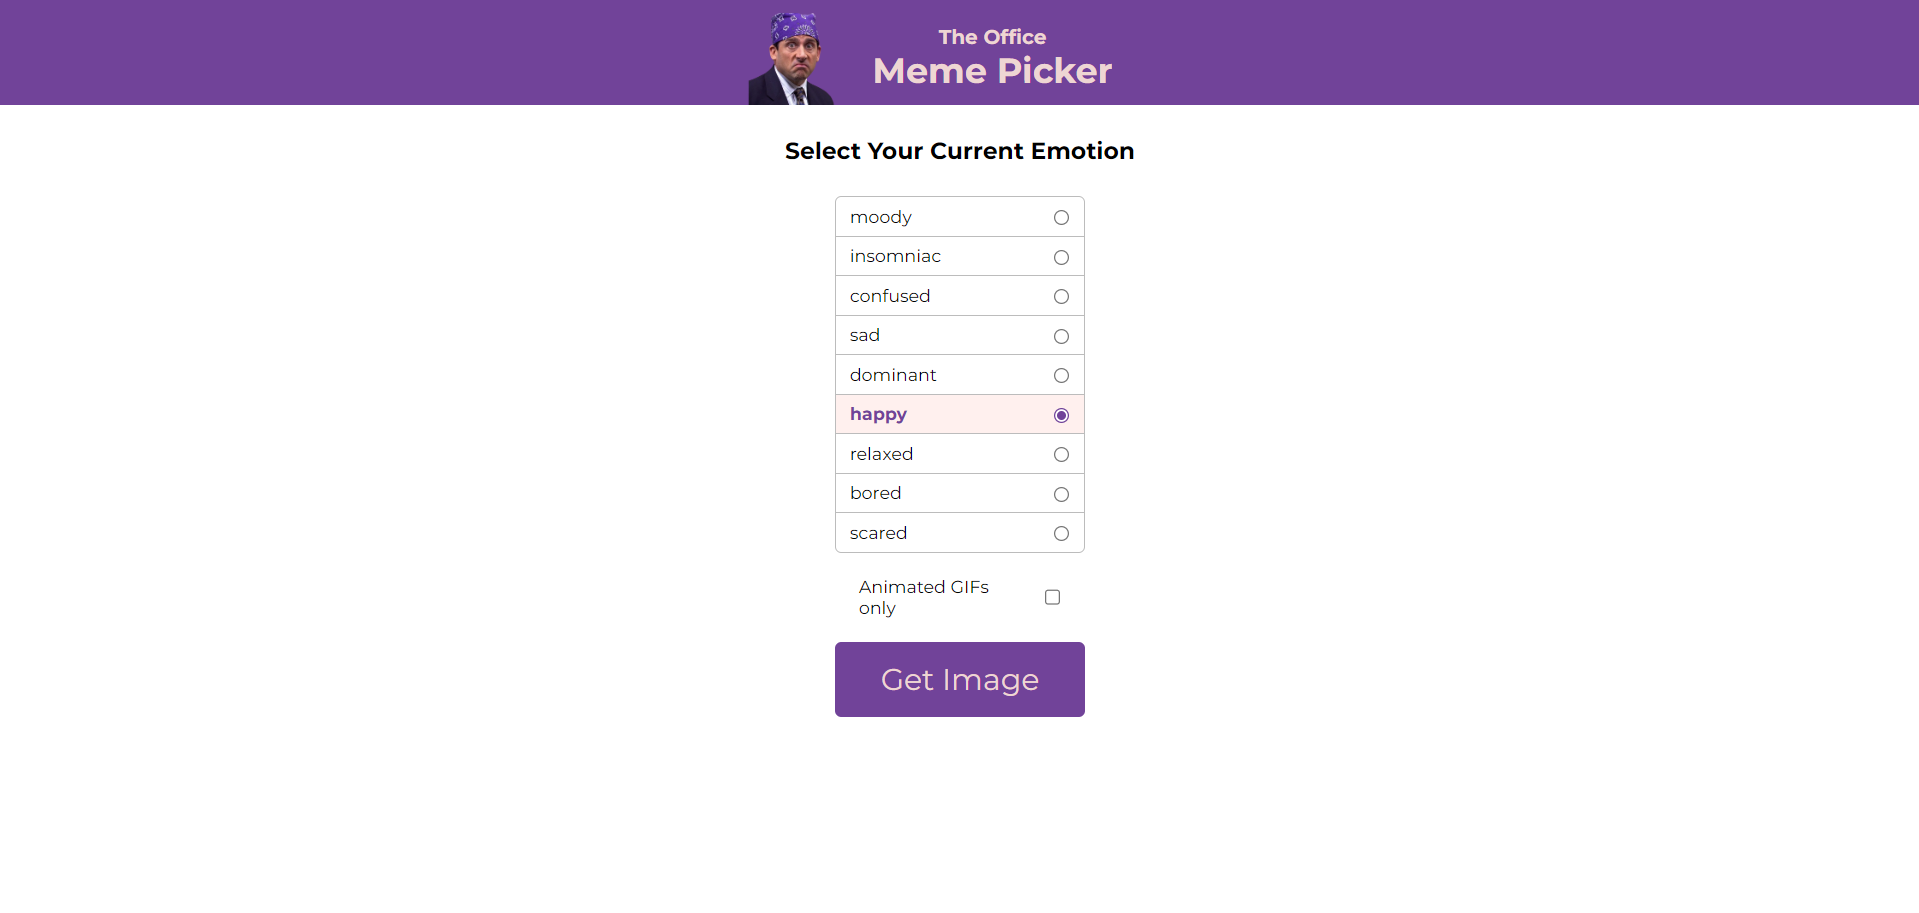 The Office
Meme Picker
Select Your Current Emotion
moody
insomniac
confused
sad
dominant
happy
relaxed
bored
scared
Animated GIFs
only
Get Image